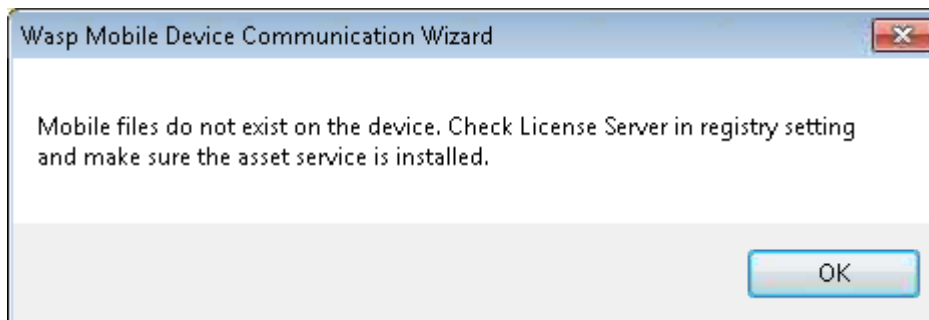 Wasp Mobile Device Communication Wizard
Mobile files do not exist on the device. Check License Server in registry setting
and make sure the asset service is installed.
OK